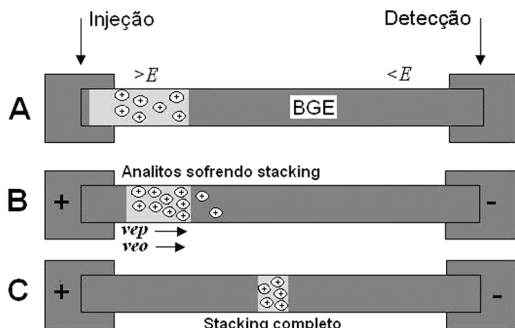 Injeção Detecção
>E <E
A BGE
Analitos sofrendo stacking
B + -
vep
veo
C + -
Stacking completo